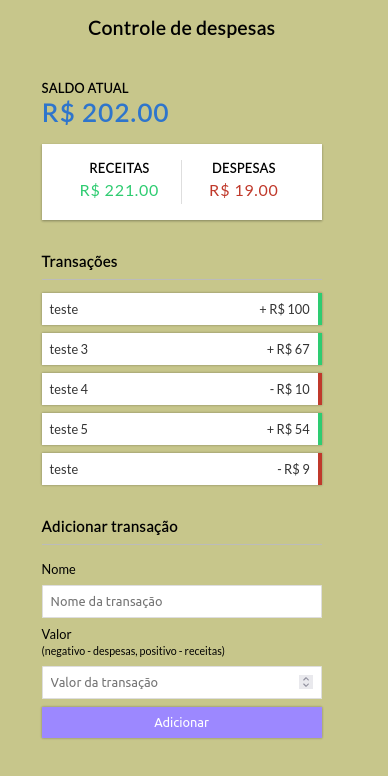 Controle de despesas
SALDO ATUAL
R$ 202.00
RECEITAS DESPESAS
R$ 221.00 R$ 19.00
Transações
teste + R$ 100
teste 3 + R$ 67
teste 4 - R$ 10
teste 5 + R$ 54
teste - R$ 9
Adicionar transação
Nome
Nome da transação
Valor
(negativo - despesas, positivo - receitas)
Valor da transação
Adicionar